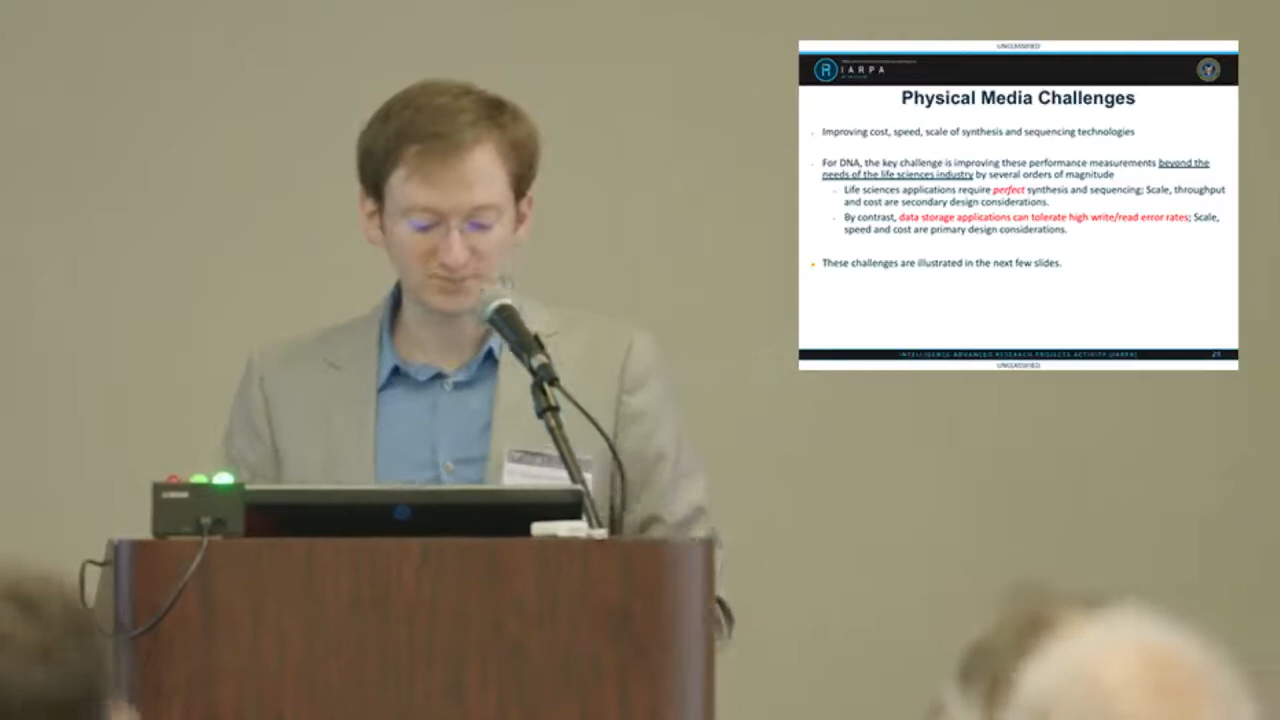 UNCLASSIFIED
IARPA
Physical Media Challenges
Improving cost, speed, scale of synthesis and sequencing technologies
For DNA, the key challenge is improving these performance measurements beyond the
needs of the life sciences industry by several orders of magnitude
Life sciences applications require perfect synthesis and sequencing; Scale, throughput
and cost are secondary design considerations.
By contrast, data storage applications can tolerate high write/read error rates; Scale,
speed and cost are primary design considerations.
These challenges are illustrated in the next few slides.
INTELLIGENCE ADVANCED RESEARCH PROJECTS ACTIVITY (IARPA)
UNCLASSIFIED